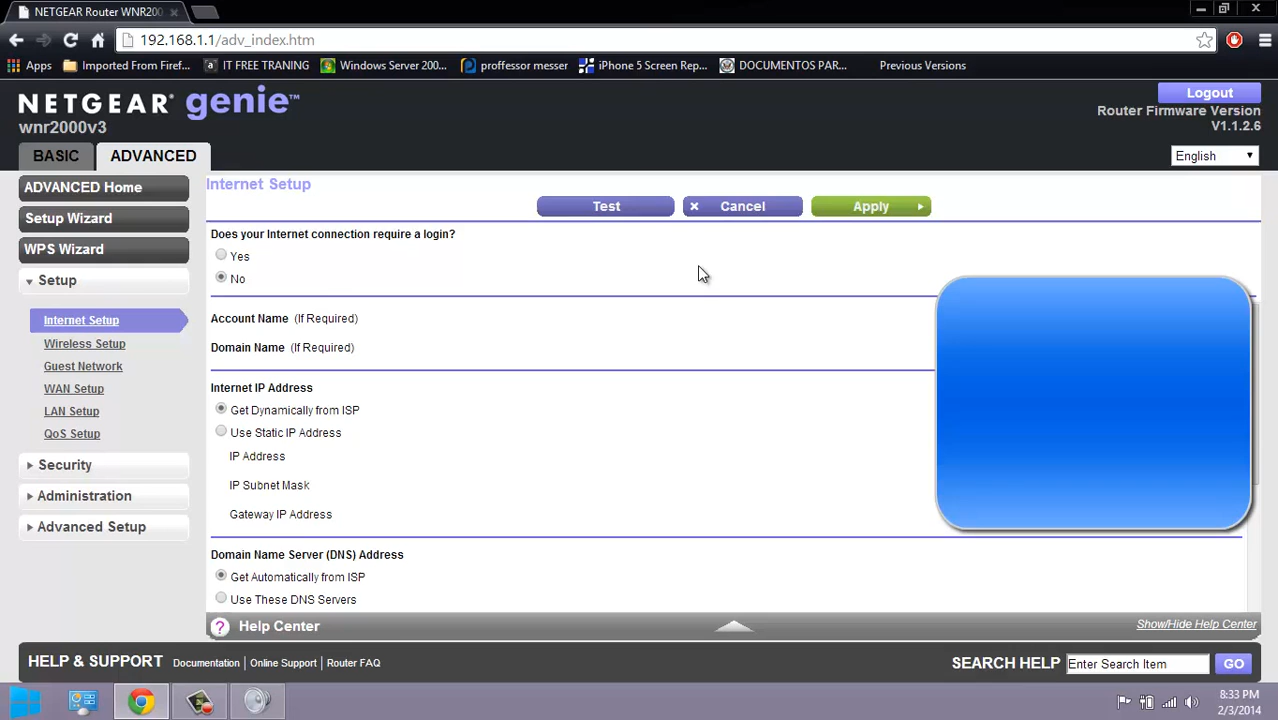 NETGEAR Router WNR200
192.168.1.1/adv_index.htm
Apps Imported From Firef... IT FREE TRANING Windows Server 200... proffessor messer iPhone 5 Screen Rep... DOCUMENTOS PAR... Previous Versions
NETGEAR® genie™
wnr2000v3
Logout
Router Firmware Version
V1.1.2.6
BASIC ADVANCED
English
ADVANCED Home
Setup Wizard
WPS Wizard
Setup
Internet Setup
Wireless Setup
Guest Network
WAN Setup
LAN Setup
QoS Setup
Security
Administration
Advanced Setup
Internet Setup
Test Cancel Apply
Does your Internet connection require a login?
Yes
No
Account Name (If Required)
Domain Name (If Required)
Internet IP Address
Get Dynamically from ISP
Use Static IP Address
IP Address
IP Subnet Mask
Gateway IP Address
Domain Name Server (DNS) Address
Get Automatically from ISP
Use These DNS Servers
? Help Center Show/Hide Help Center
HELP & SUPPORT Documentation | Online Support | Router FAQ SEARCH HELP Enter Search Item GO
8:33 PM
2/3/2014